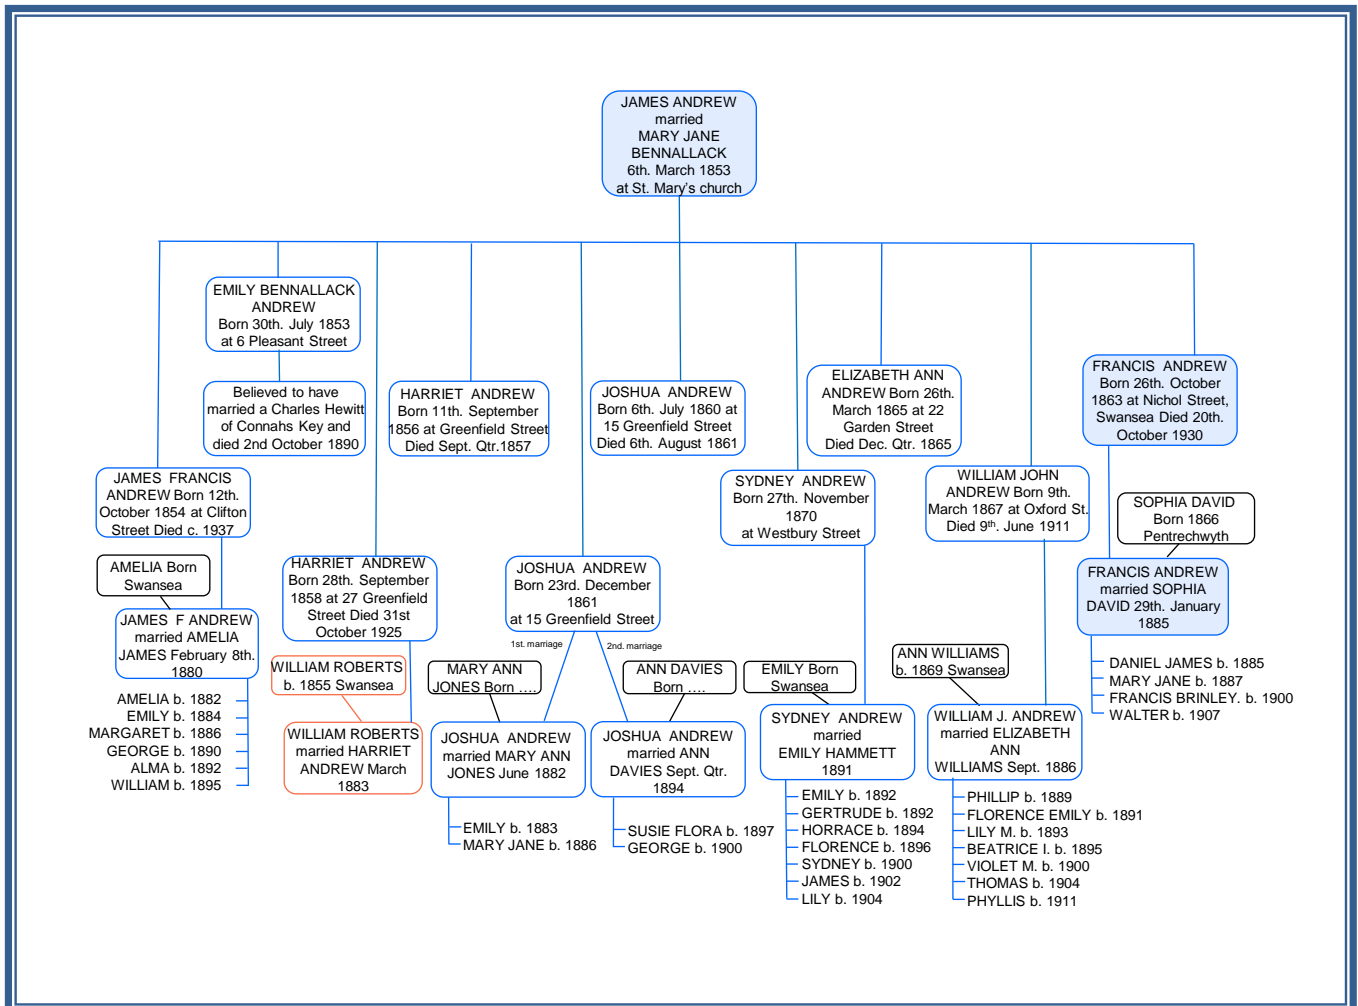 JAMES ANDREW
married
MARY JANE
BENNALLACK
6th. March 1853
at St. Mary's church
EMILY BENNALLACK
ANDREW
Born 30th. July 1853
at 6 Pleasant Street
Believed to have
married a Charles Hewitt
of Connahs Key and
died 2nd October 1890
HARRIET ANDREW
Born 11th. September
1856 at Greenfield Street
Died Sept. Qtr.1857
JOSHUA ANDREW
Born 6th. July 1860 at
15 Greenfield Street
Died 6th. August 1861
ELIZABETH ANN
ANDREW Born 26th.
March 1865 at 22
Garden Street
Died Dec. Qtr. 1865
FRANCIS ANDREW
Born 26th. October
1863 at Nichol Street,
Swansea Died 20th.
October 1930
JAMES FRANCIS
ANDREW Born 12th.
October 1854 at Clifton
Street Died c. 1937
SYDNEY ANDREW
Born 27th. November
1870
at Westbury Street
WILLIAM JOHN
ANDREW Born 9th.
March 1867 at Oxford St.
Died 9th. June 1911
SOPHIA DAVID
Born 1866
Pentrechwyth
AMELIA Born
Swansea
HARRIET ANDREW
Born 28th. September
1858 at 27 Greenfield
Street Died 31st
October 1925
JOSHUA ANDREW
Born 23rd. December
1861
at 15 Greenfield Street
FRANCIS ANDREW
married SOPHIA
DAVID 29th. January
1885
JAMES F ANDREW
married AMELIA
JAMES February 8th.
1880
1st. marriage
2nd. marriage
WILLIAM ROBERTS
b. 1855 Swansea
MARY ANN
JONES Born ….
ANN DAVIES
Born ….
EMILY Born
Swansea
ANN WILLIAMS
b. 1869 Swansea
DANIEL JAMES b. 1885
MARY JANE b. 1887
FRANCIS BRINLEY. b. 1900
WALTER b. 1907
AMELIA b. 1882
EMILY b. 1884
MARGARET b. 1886
GEORGE b. 1890
ALMA b. 1892
WILLIAM b. 1895
WILLIAM ROBERTS
married HARRIET
ANDREW March
1883
JOSHUA ANDREW
married MARY ANN
JONES June 1882
JOSHUA ANDREW
married ANN
DAVIES Sept. Qtr.
1894
SYDNEY ANDREW
married
EMILY HAMMETT
1891
WILLIAM J. ANDREW
married ELIZABETH
ANN
WILLIAMS Sept. 1886
EMILY b. 1883
MARY JANE b. 1886
SUSIE FLORA b. 1897
GEORGE b. 1900
EMILY b. 1892
GERTRUDE b. 1892
HORRACE b. 1894
FLORENCE b. 1896
SYDNEY b. 1900
JAMES b. 1902
LILY b. 1904
PHILLIP b. 1889
FLORENCE EMILY b. 1891
LILY M. b. 1893
BEATRICE I. b. 1895
VIOLET M. b. 1900
THOMAS b. 1904
PHYLLIS b. 1911